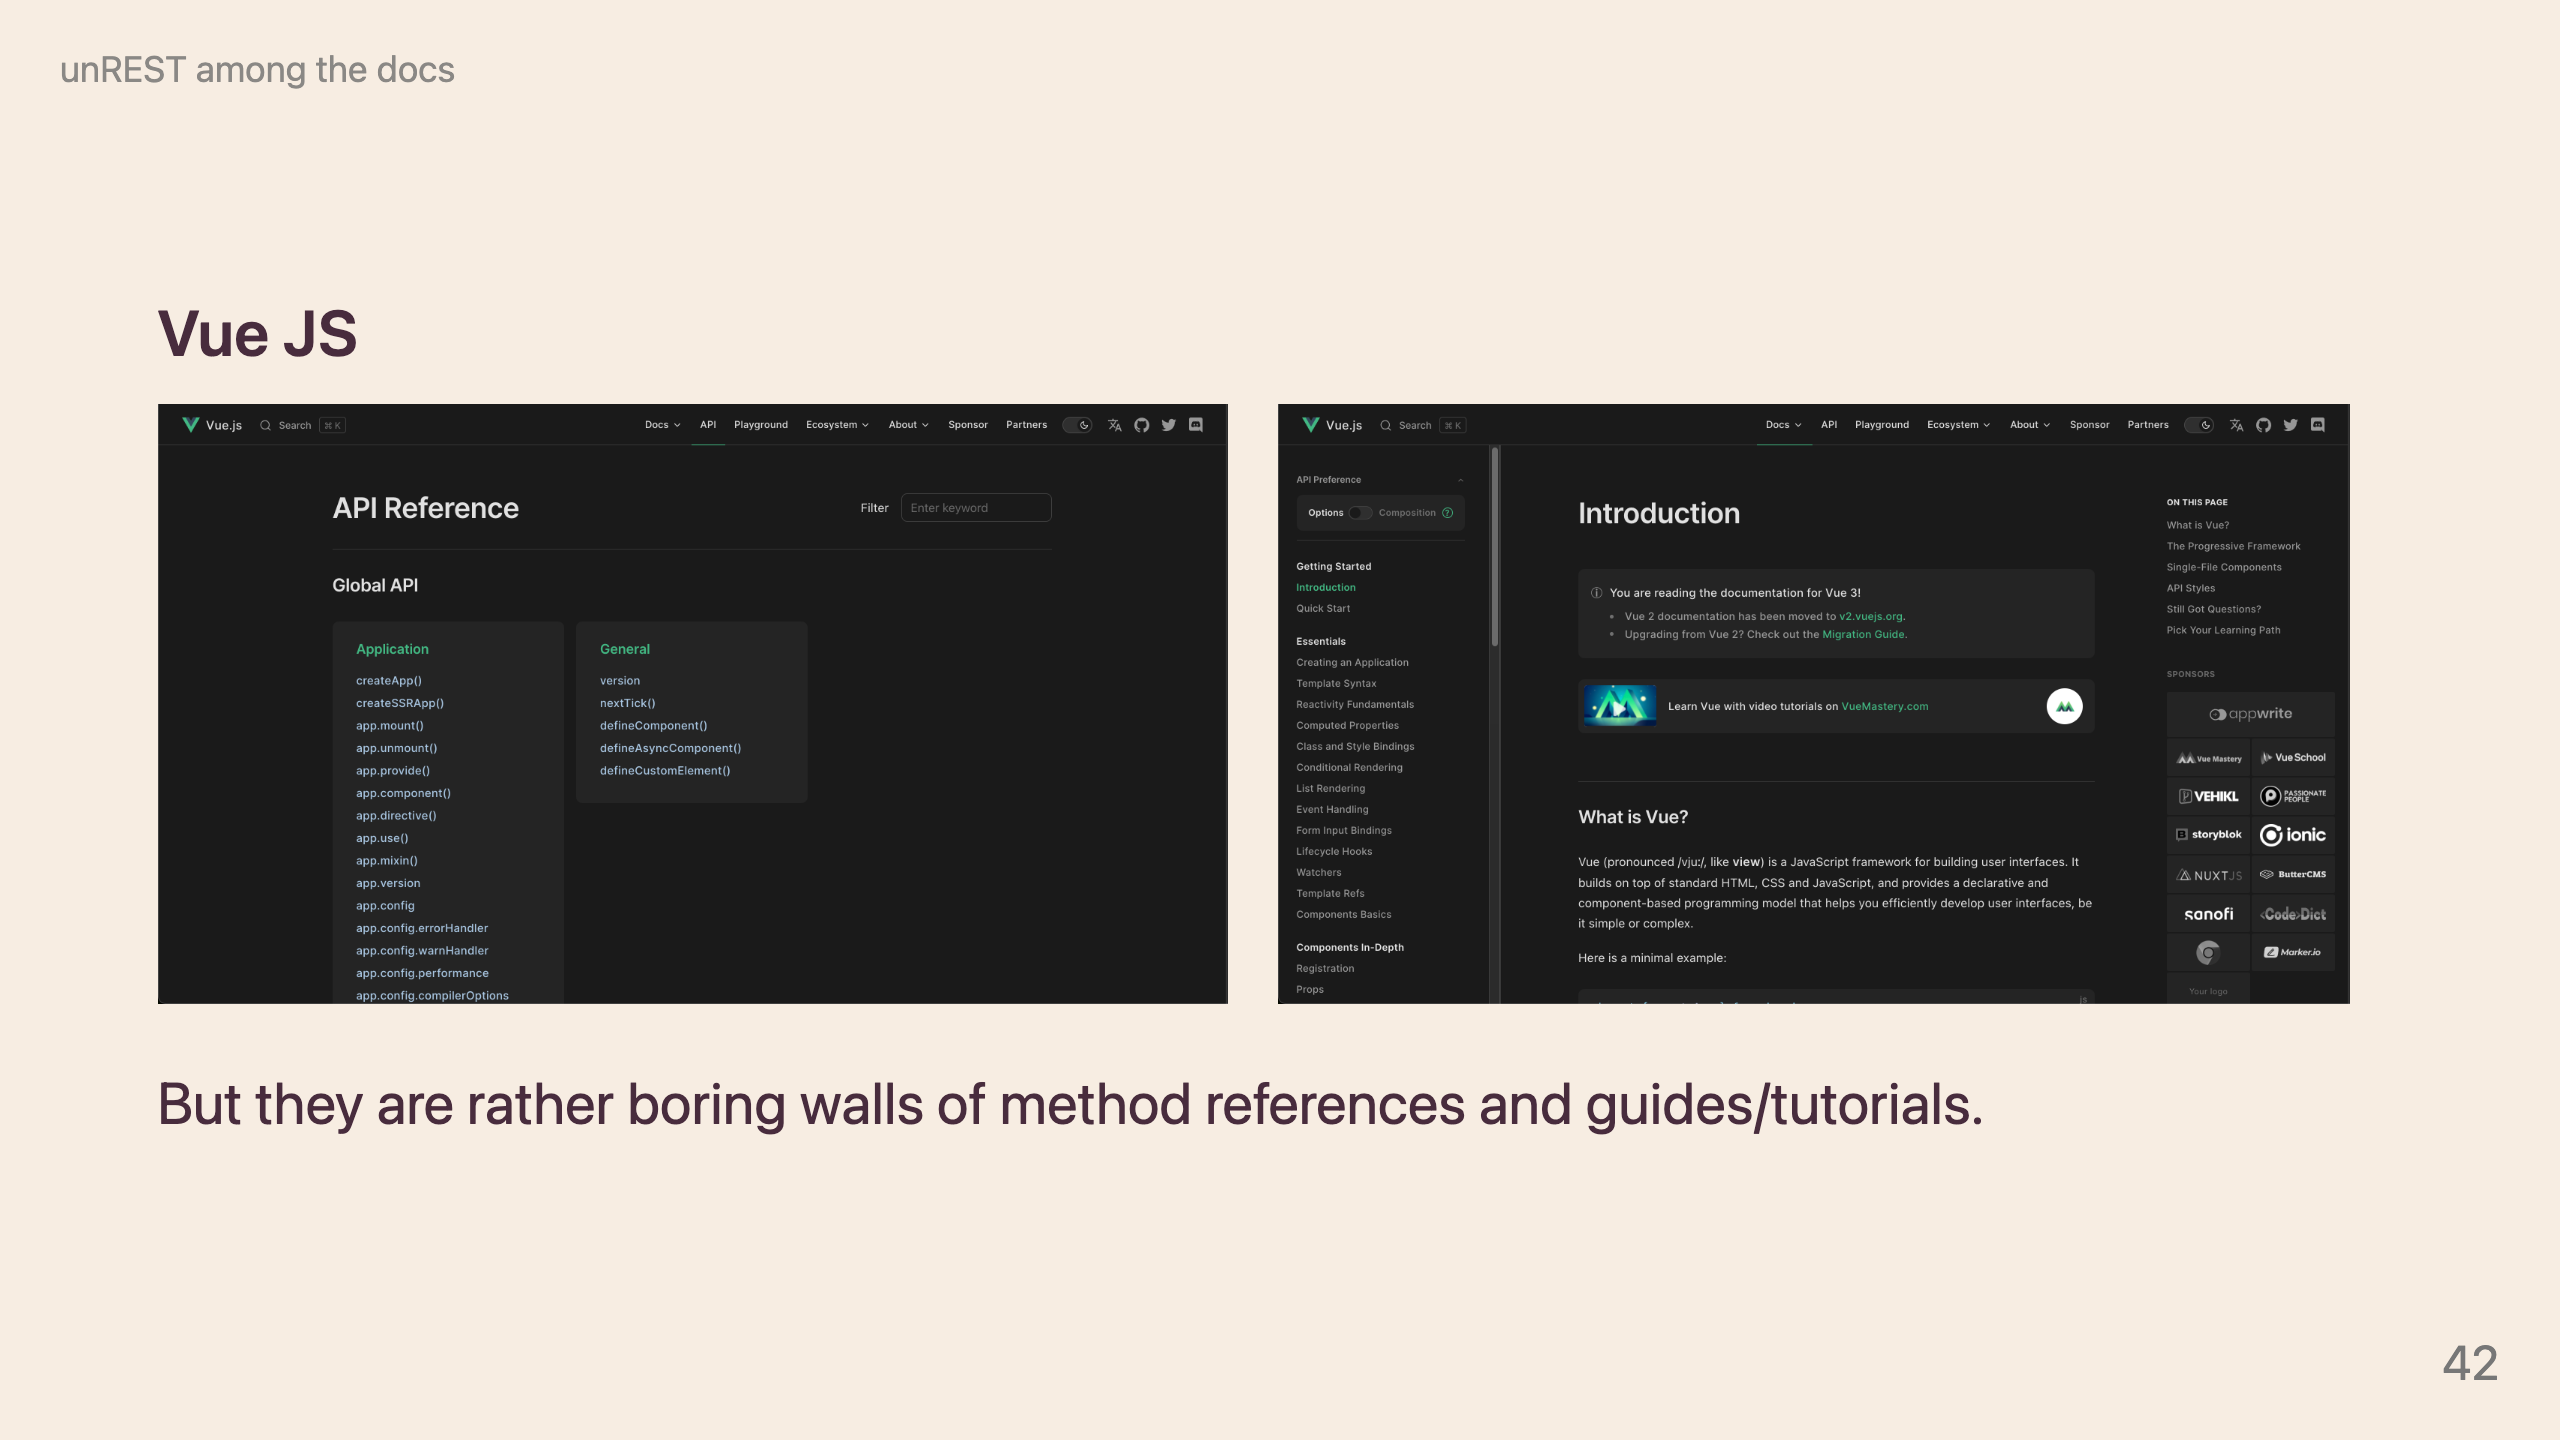 unREST among the docs
Vue JS
Vue.js Search ⌘ K Docs API Playground Ecosystem About Sponsor Partners
API Reference
Filter Enter keyword
Global API
Application
createApp()
createSSRApp()
app.mount()
app.unmount()
app.provide()
app.component()
app.directive()
app.use()
app.mixin()
app.version
app.config
app.config.errorHandler
app.config.warnHandler
app.config.performance
app.config.compilerOptions
General
version
nextTick()
defineComponent()
defineAsyncComponent()
defineCustomElement()
Vue.js Search ⌘ K Docs API Playground Ecosystem About Sponsor Partners
API Preference
Options Composition ?
Getting Started
Introduction
Quick Start
Essentials
Creating an Application
Template Syntax
Reactivity Fundamentals
Computed Properties
Class and Style Bindings
Conditional Rendering
List Rendering
Event Handling
Form Input Bindings
Lifecycle Hooks
Watchers
Template Refs
Components Basics
Components In-Depth
Registration
Props
Introduction
You are reading the documentation for Vue 3!
• Vue 2 documentation has been moved to v2.vuejs.org.
• Upgrading from Vue 2? Check out the Migration Guide.
Learn Vue with video tutorials on VueMastery.com
What is Vue?
Vue (pronounced /vjuː/, like view) is a JavaScript framework for building user interfaces. It
builds on top of standard HTML, CSS and JavaScript, and provides a declarative and
component-based programming model that helps you efficiently develop user interfaces, be
it simple or complex.
Here is a minimal example:
js
ON THIS PAGE
What is Vue?
The Progressive Framework
Single-File Components
API Styles
Still Got Questions?
Pick Your Learning Path
SPONSORS
appwrite
Vue Mastery Vue School
VEHIKL PASSIONATE PEOPLE
storyblok ionic
NUXTJS ButterCMS
sanofi <Code·Dict
Marker.io
Your logo
But they are rather boring walls of method references and guides/tutorials.
42